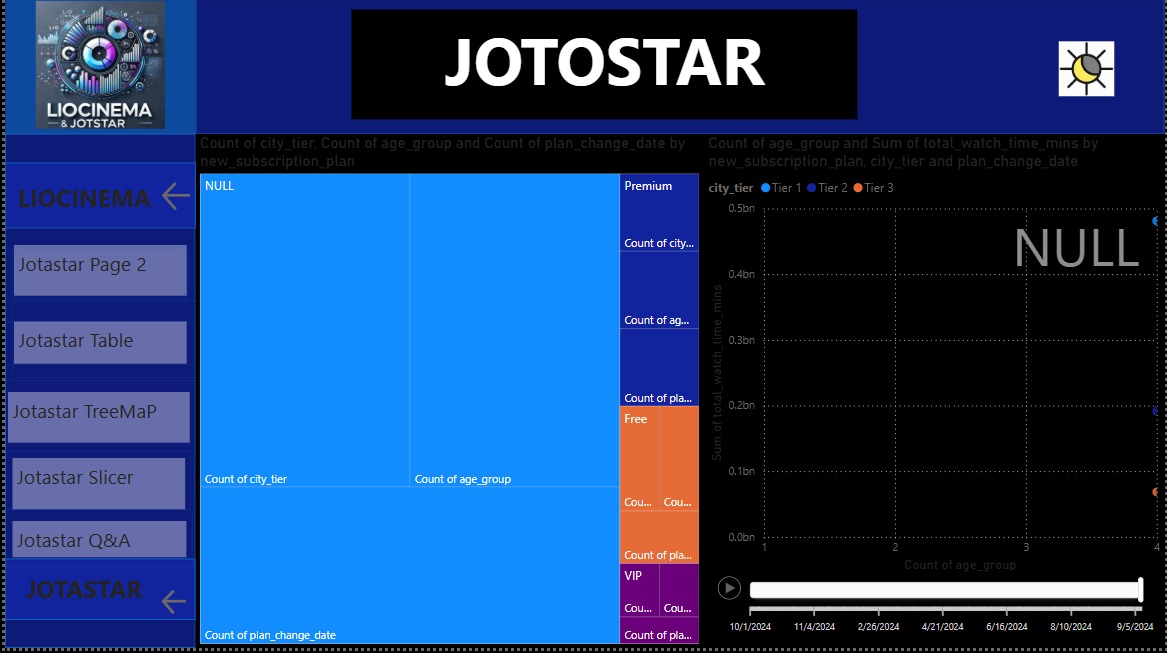 LIOCINEMA
& JOTSTAR
JOTOSTAR
LIOCINEMA
Jotastar Page 2
Jotastar Table
Jotastar TreeMaP
Jotastar Slicer
Jotastar Q&A
JOTASTAR
Count of city_tier, Count of age_group and Count of plan_change_date by
new_subscription_plan
NULL
Count of city_tier
Count of age_group
Count of plan_change_date
Premium
Count of city...
Count of ag...
Count of pla...
Free
Cou...
Cou...
Count of pla...
VIP
Cou...
Cou...
Count of pla...
Count of age_group and Sum of total_watch_time_mins by
new_subscription_plan, city_tier and plan_change_date
city_tier Tier 1 Tier 2 Tier 3
NULL
Sum of total_watch_time_mins
0.5bn
0.4bn
0.3bn
0.2bn
0.1bn
0.0bn
1 2 3 4
Count of age_group
10/1/2024 11/4/2024 2/26/2024 4/21/2024 6/16/2024 8/10/2024 9/5/2024